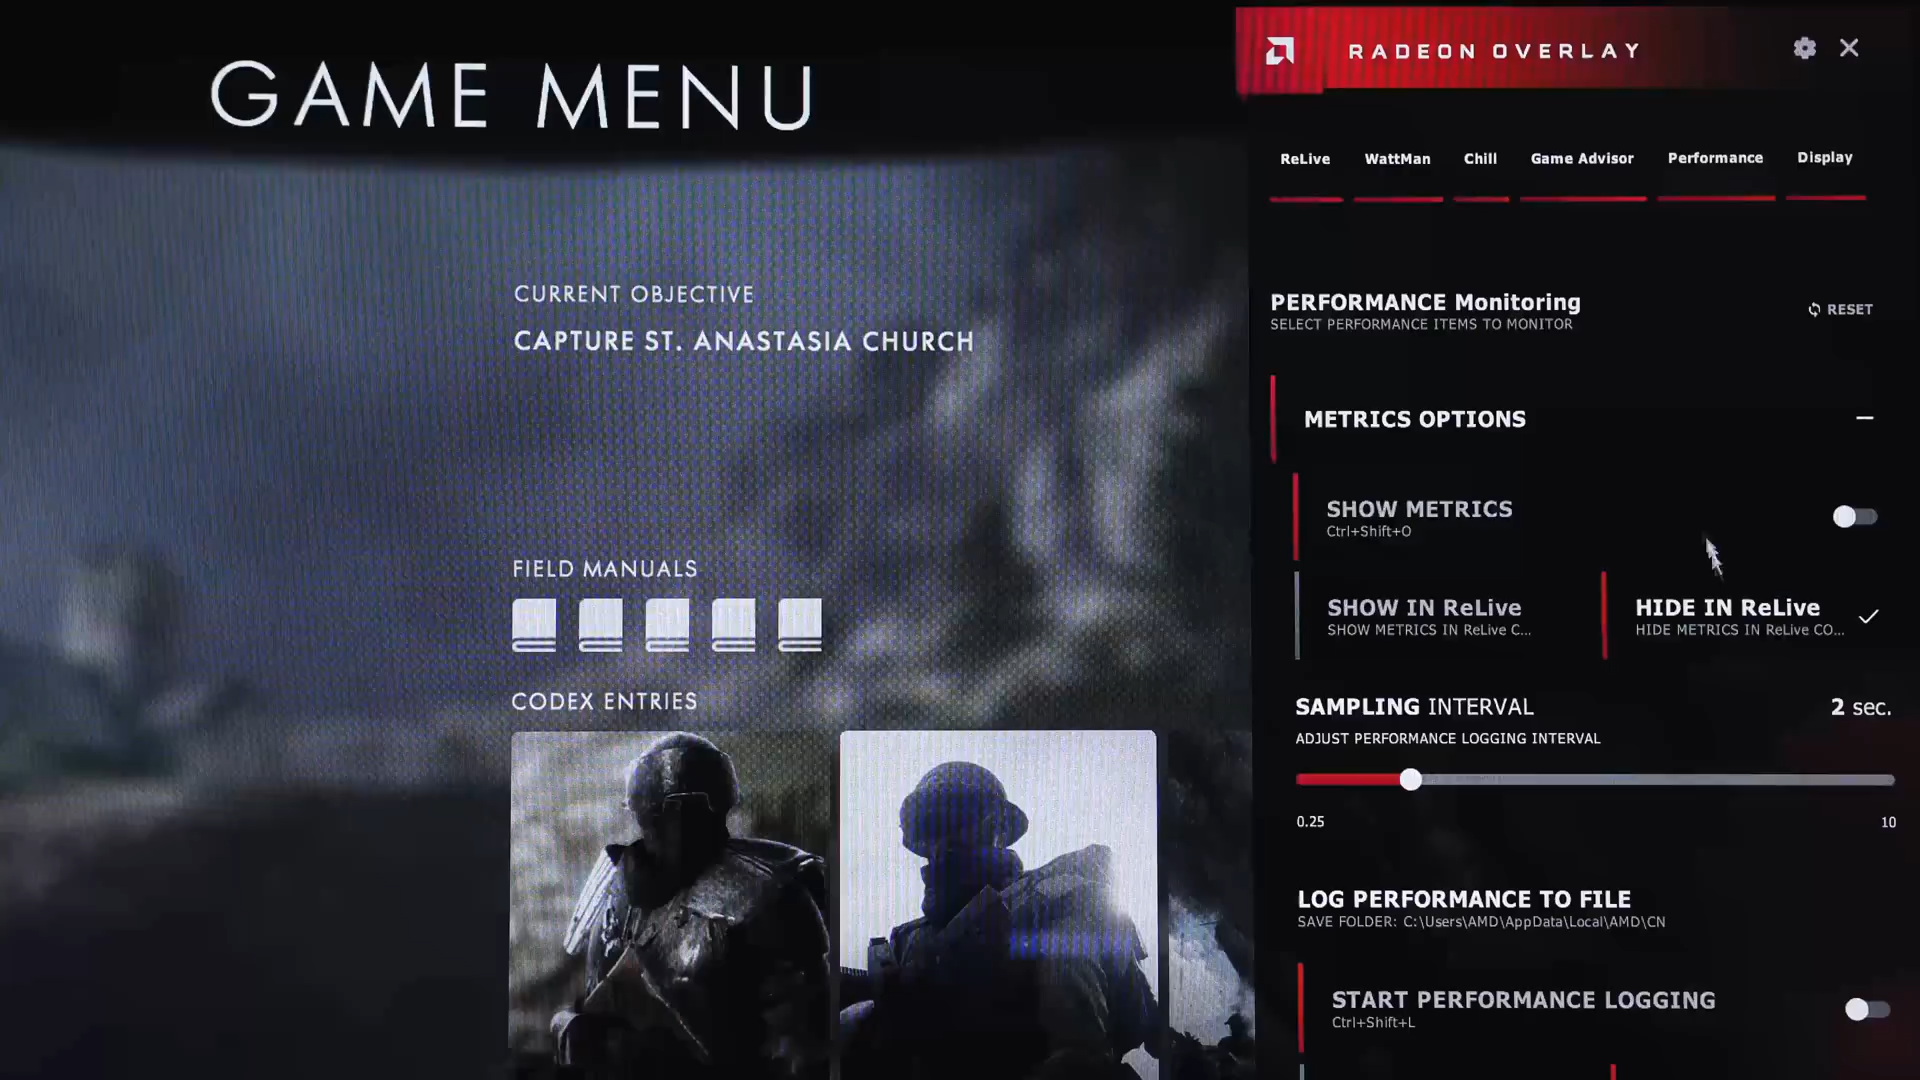 GAME MENU
CURRENT OBJECTIVE
CAPTURE ST. ANASTASIA CHURCH
FIELD MANUALS
CODEX ENTRIES
RADEON OVERLAY
ReLive WattMan Chill Game Advisor Performance Display
PERFORMANCE Monitoring
SELECT PERFORMANCE ITEMS TO MONITOR
RESET
METRICS OPTIONS
SHOW METRICS
Ctrl+Shift+O
SHOW IN ReLive
SHOW METRICS IN ReLive C...
HIDE IN ReLive
HIDE METRICS IN ReLive CO...
SAMPLING INTERVAL 2 sec.
ADJUST PERFORMANCE LOGGING INTERVAL
0.25 10
LOG PERFORMANCE TO FILE
SAVE FOLDER: C:\Users\AMD\AppData\Local\AMD\CN
START PERFORMANCE LOGGING
Ctrl+Shift+L